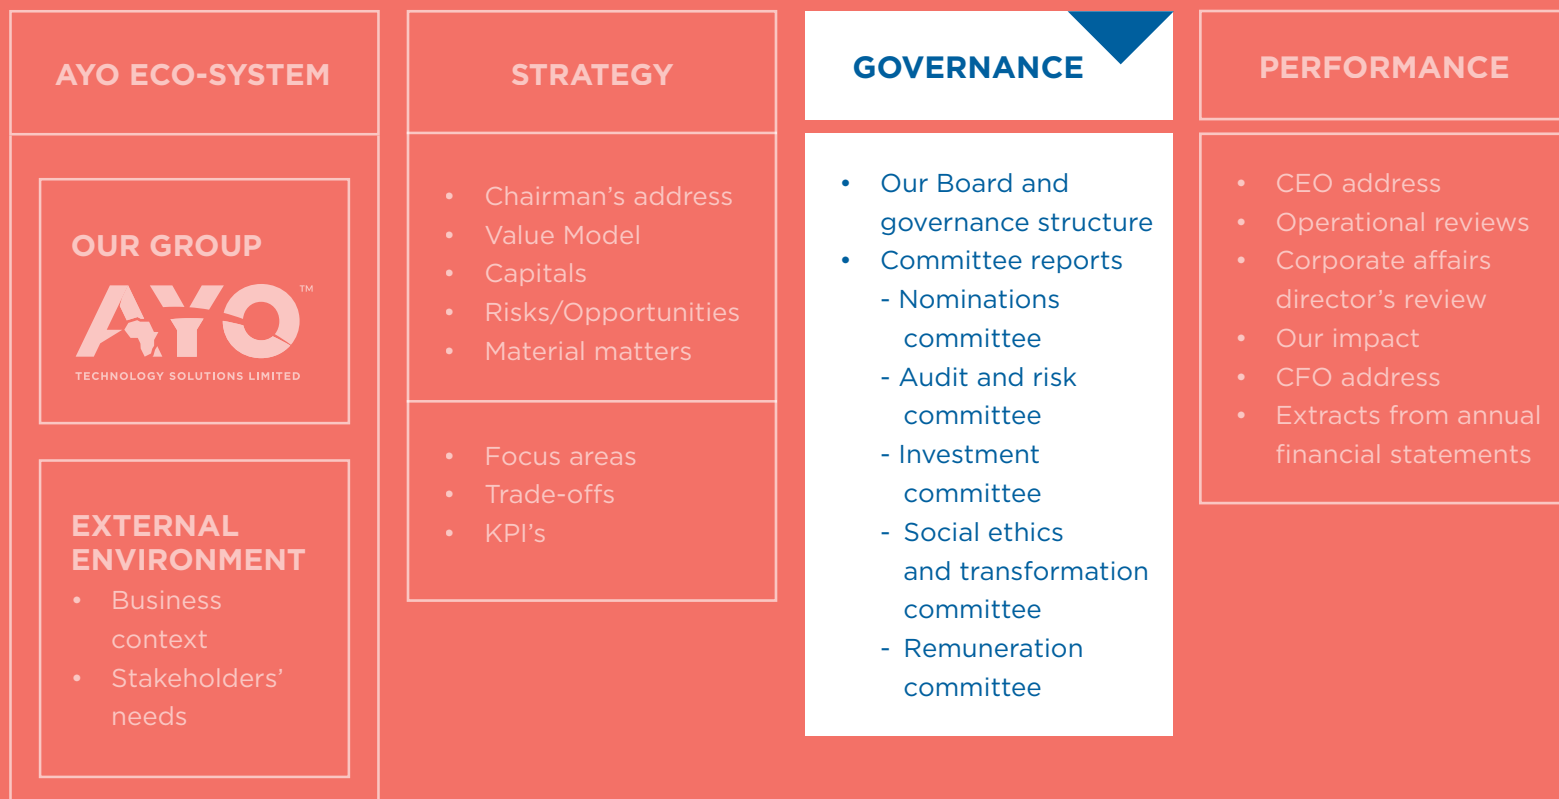 AYO ECO-SYSTEM
OUR GROUP
AYO™
TECHNOLOGY SOLUTIONS LIMITED
EXTERNAL
ENVIRONMENT
• Business
context
• Stakeholders’
needs
STRATEGY
• Chairman’s address
• Value Model
• Capitals
• Risks/Opportunities
• Material matters
• Focus areas
• Trade-offs
• KPI’s
GOVERNANCE
• Our Board and
governance structure
• Committee reports
- Nominations
committee
- Audit and risk
committee
- Investment
committee
- Social ethics
and transformation
committee
- Remuneration
committee
PERFORMANCE
• CEO address
• Operational reviews
• Corporate affairs
director’s review
• Our impact
• CFO address
• Extracts from annual
financial statements